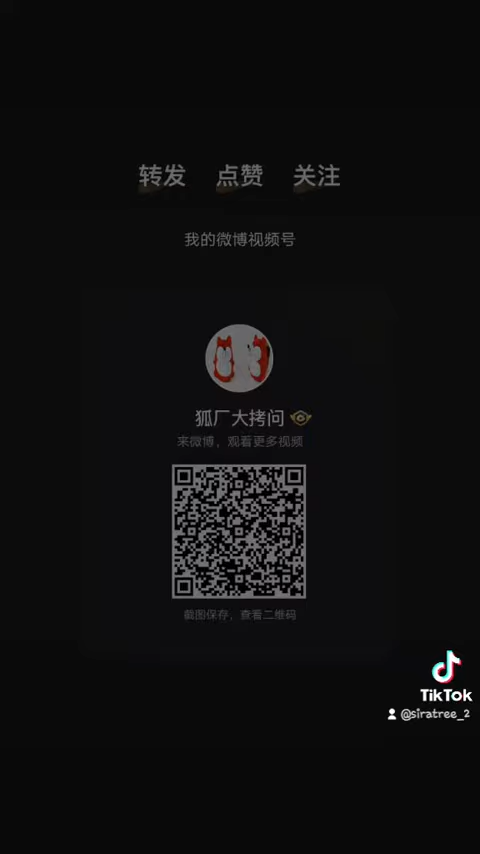 转发 点赞 关注
我的微博视频号
狐厂大拷问
来微博，观看更多视频
截图保存，查看二维码
TikTok
@siratree_2